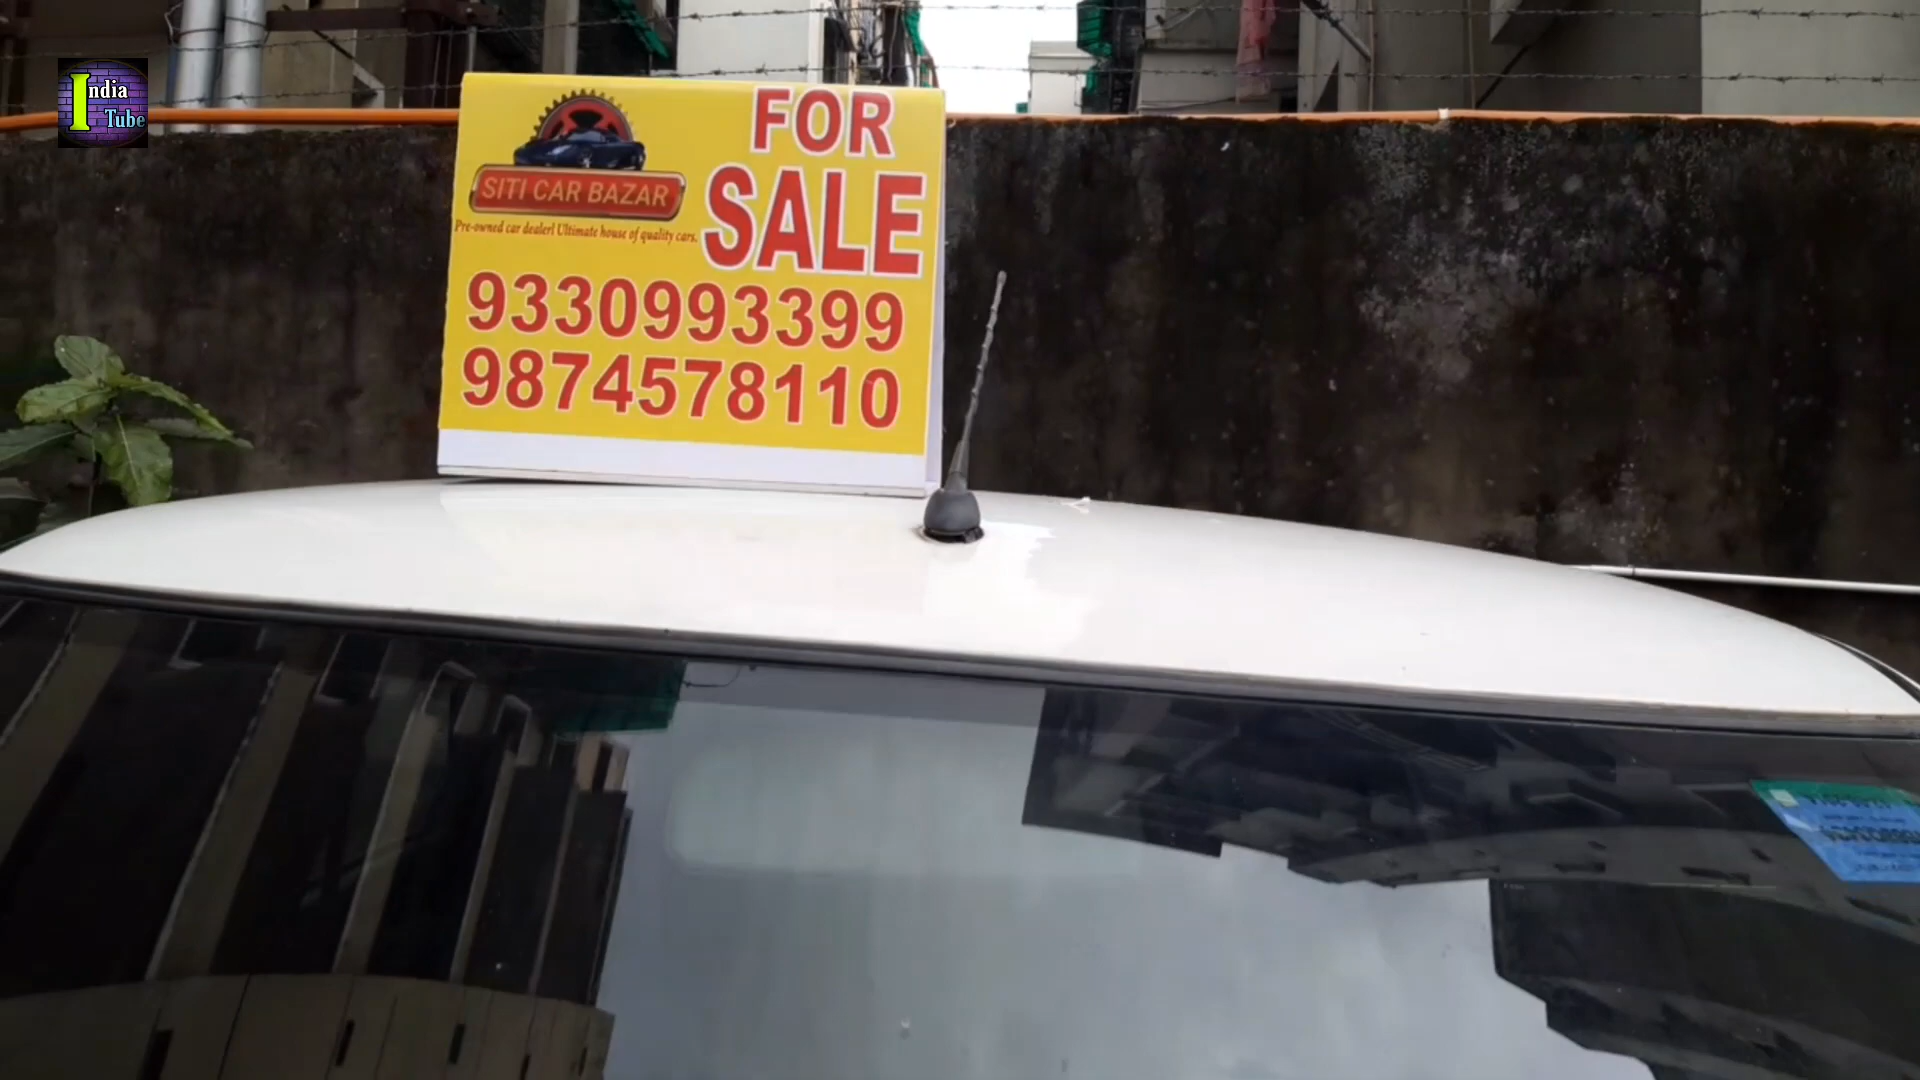 India
Tube
FOR
SALE
SITI CAR BAZAR
Pre-owned car dealer! Ultimate house of quality cars.
9330993399
9874578110